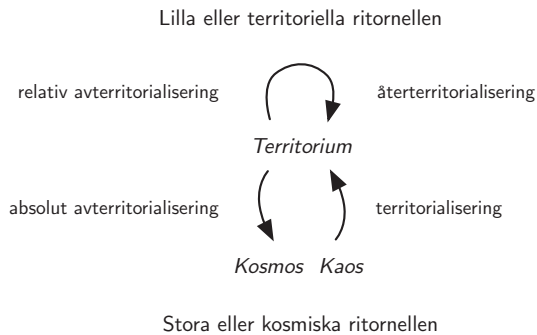 Lilla eller territoriella ritornellen
relativ avterritorialisering
återterritorialisering
Territorium
absolut avterritorialisering
territorialisering
Kosmos Kaos
Stora eller kosmiska ritornellen